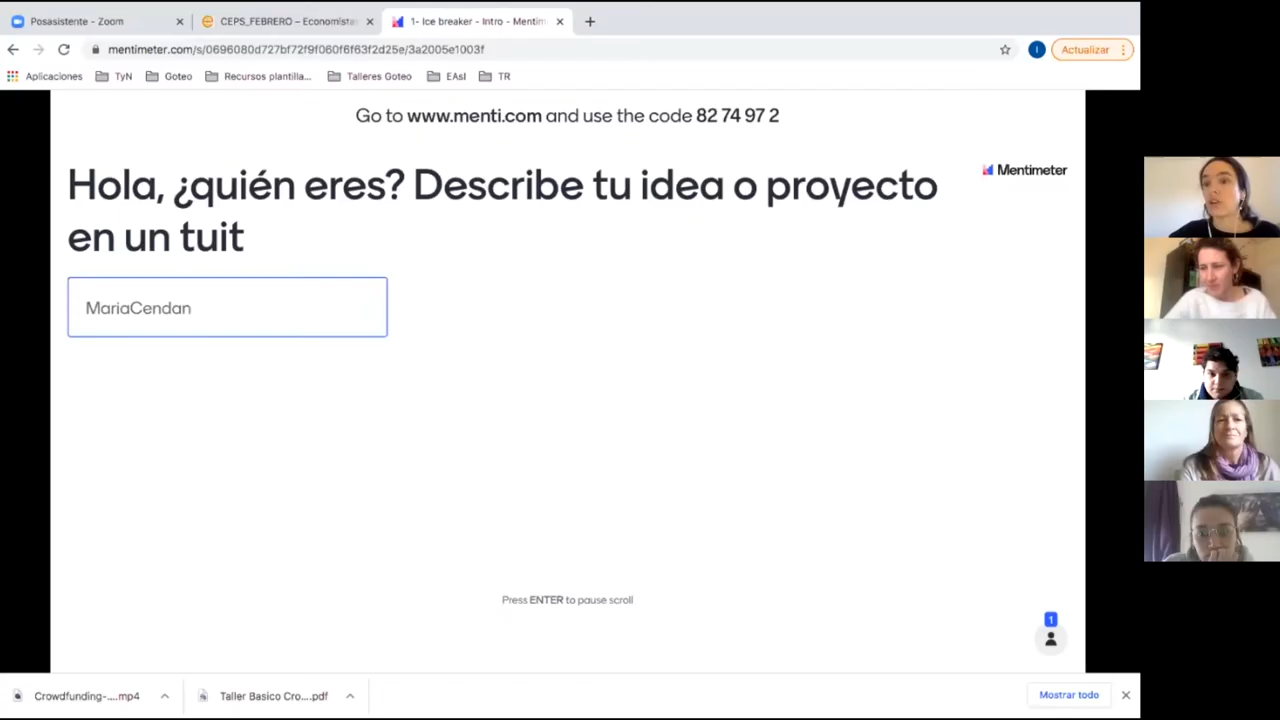 Posasistente - Zoom
CEPS_FEBRERO – Economistas
1- Ice breaker - Intro - Mentim
mentimeter.com/s/0696080d727bf72f9f060f6f63f2d25e/3a2005e1003f
I
Actualizar
Aplicaciones
TyN
Goteo
Recursos plantilla...
Talleres Goteo
EAsI
TR
Go to www.menti.com and use the code 82 74 97 2
Mentimeter
Hola, ¿quién eres? Describe tu idea o proyecto
en un tuit
MariaCendan
Press ENTER to pause scroll
1
Crowdfunding-....mp4
Taller Basico Cro....pdf
Mostrar todo